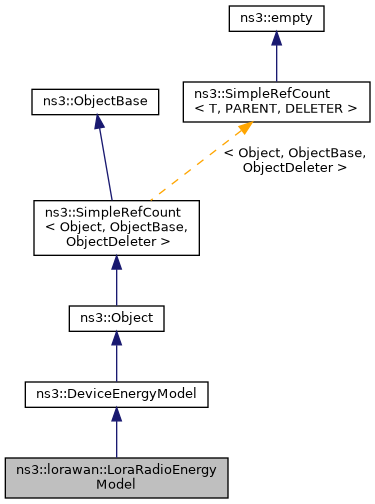 ns3::empty
ns3::SimpleRefCount
< T, PARENT, DELETER >
ns3::ObjectBase
< Object, ObjectBase,
ObjectDeleter >
ns3::SimpleRefCount
< Object, ObjectBase,
ObjectDeleter >
ns3::Object
ns3::DeviceEnergyModel
ns3::lorawan::LoraRadioEnergy
Model